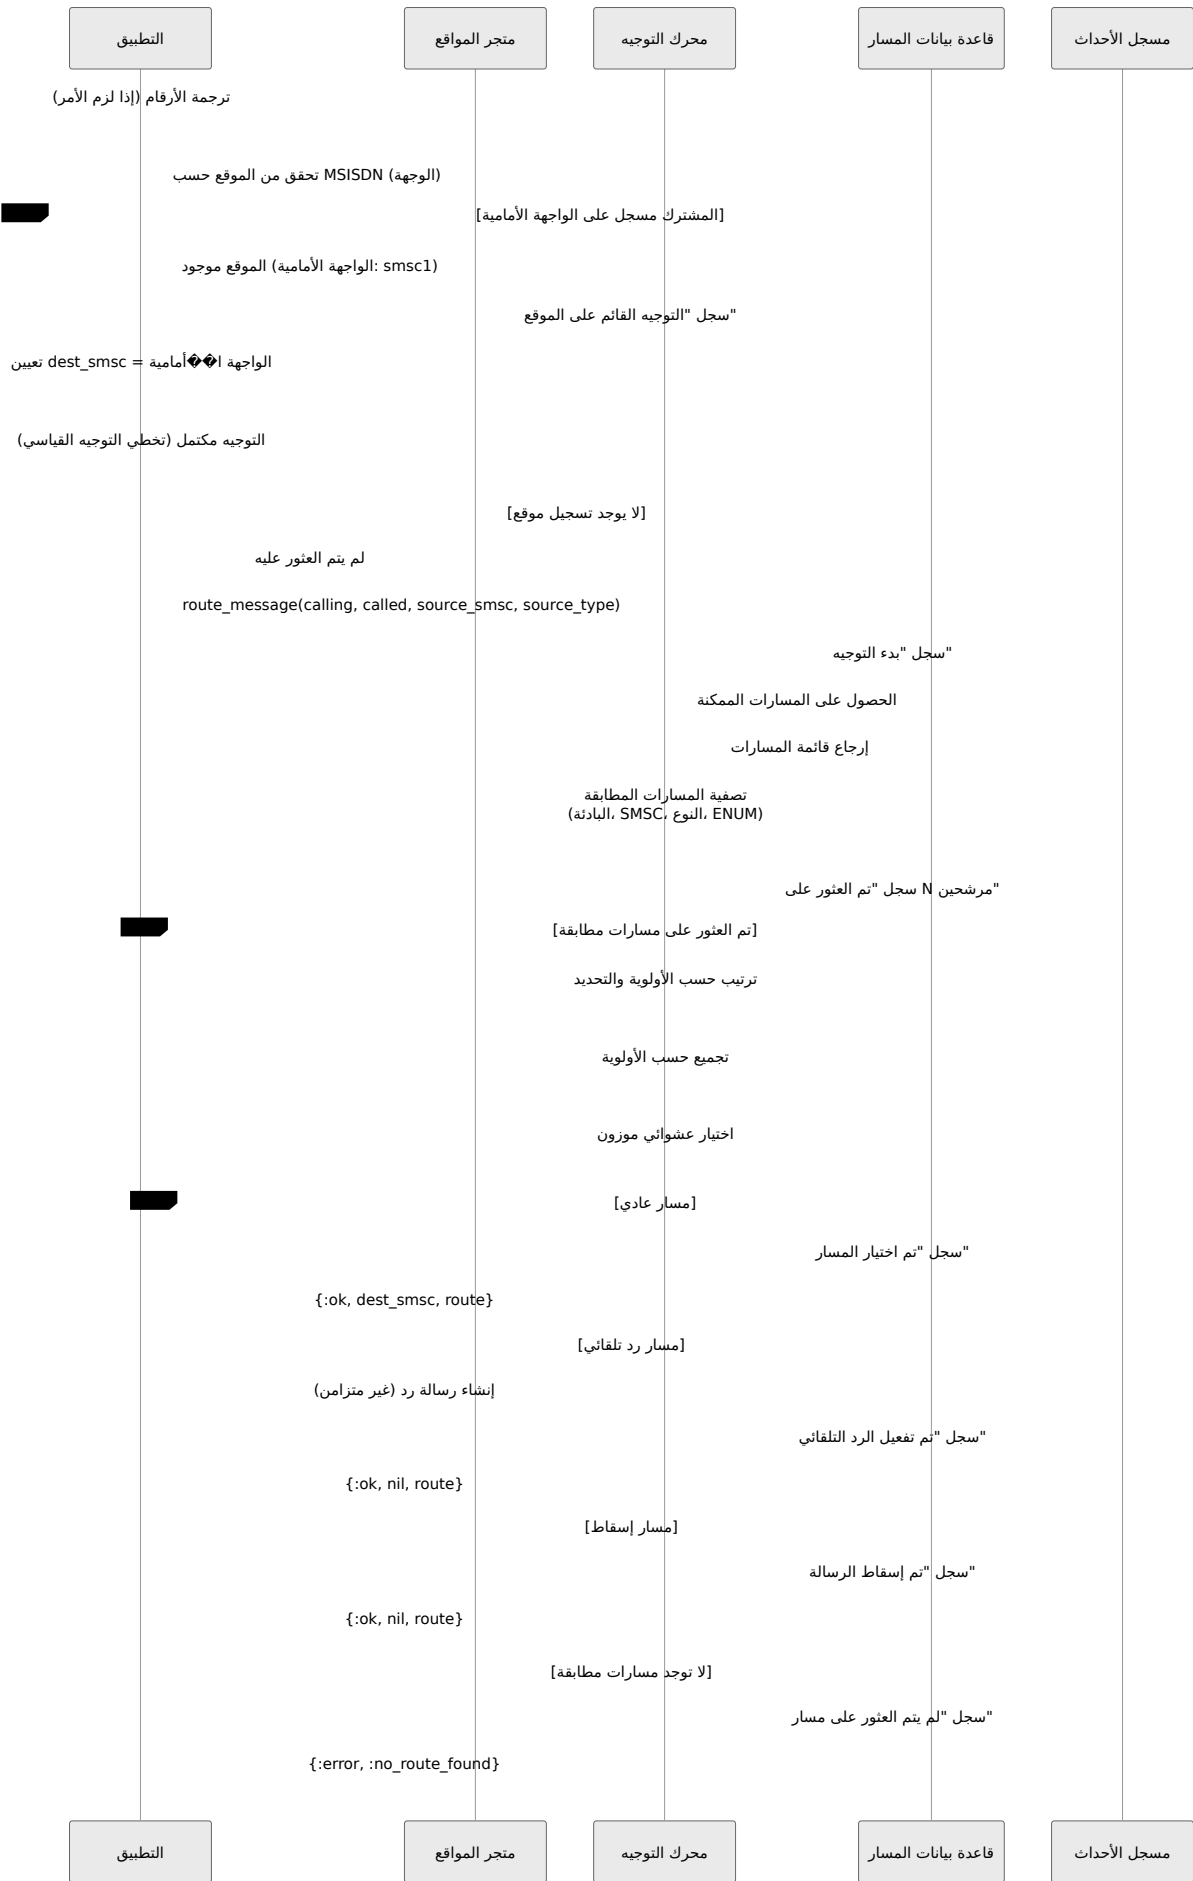 التطبيق
متجر المواقع
محرك التوجيه
قاعدة بيانات المسار
مسجل الأحداث
ترجمة الأرقام (إذا لزم الأمر)
تحقق من الموقع حسب MSISDN (الوجهة)
[المشترك مسجل على الواجهة الأمامية]
الموقع موجود (الواجهة الأمامية: smsc1)
سجل "التوجيه القائم على الموقع"
تعيين dest_smsc = الواجهة ا��أمامية
التوجيه مكتمل (تخطي التوجيه القياسي)
[لا يوجد تسجيل موقع]
لم يتم العثور عليه
route_message(calling, called, source_smsc, source_type)
سجل "بدء التوجيه"
الحصول على المسارات الممكنة
إرجاع قائمة المسارات
تصفية المسارات المطابقة
(البادئة، SMSC، النوع، ENUM)
سجل "تم العثور على N مرشحين"
[تم العثور على مسارات مطابقة]
ترتيب حسب الأولوية والتحديد
تجميع حسب الأولوية
اختيار عشوائي موزون
[مسار عادي]
سجل "تم اختيار المسار"
{:ok, dest_smsc, route}
[مسار رد تلقائي]
إنشاء رسالة رد (غير متزامن)
سجل "تم تفعيل الرد التلقائي"
{:ok, nil, route}
[مسار إسقاط]
سجل "تم إسقاط الرسالة"
{:ok, nil, route}
[لا توجد مسارات مطابقة]
سجل "لم يتم العثور على مسار"
{:error, :no_route_found}
التطبيق
متجر المواقع
محرك التوجيه
قاعدة بيانات المسار
مسجل الأحداث